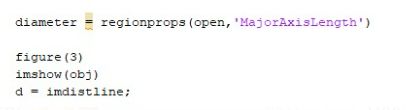 diameter = regionprops(open,'MajorAxisLength')
figure(3)
imshow(obj)
d = imdistline;